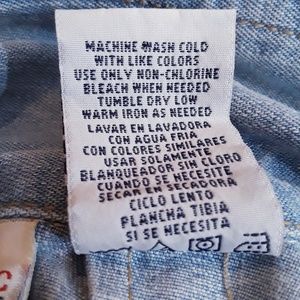 MACHINE WASH COLD
WITH LIKE COLORS
USE ONLY NON-CHLORINE
BLEACH WHEN NEEDED
TUMBLE DRY LOW
WARM IRON AS NEEDED
LAVAR EN LAVADORA
CON AGUA FRIA
CON COLORES SIMILARES
USAR SOLAMENTE
BLANQUEADOR SIN CLORO
CUANDO SE NECESITE
SECAR EN SECADORA
CICLO LENTO
PLANCHA TIBIA
SI SE NECESITA
C